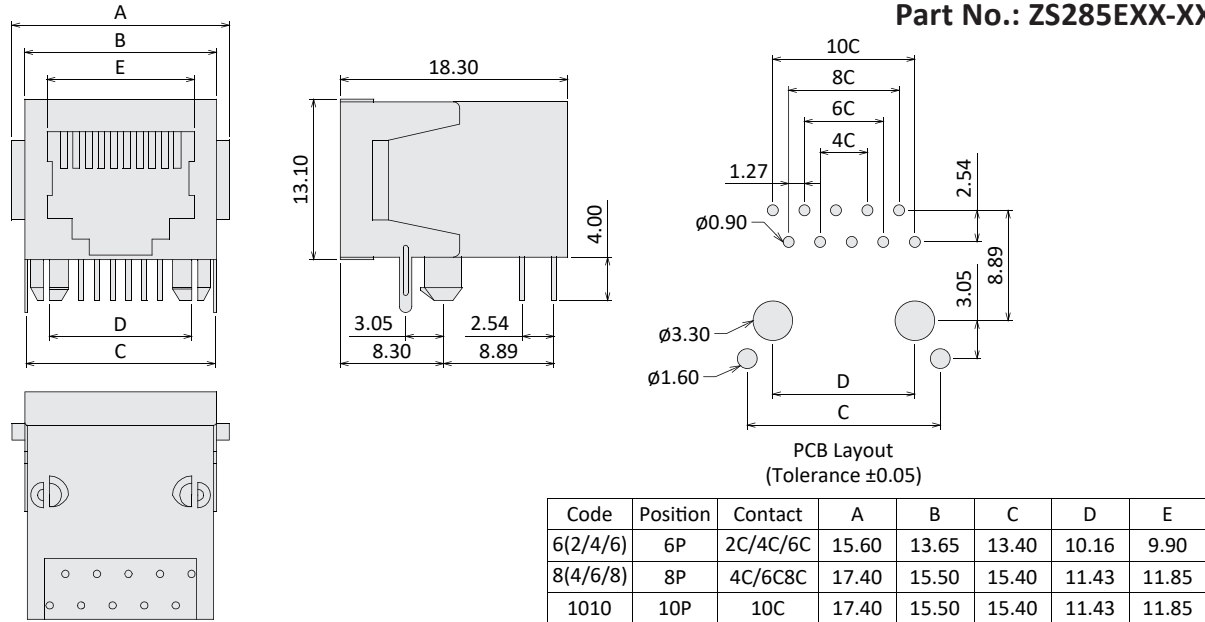 Part No.: ZS285EXX-XX
A
B
E
D
C
18.30
13.10
4.00
3.05
2.54
8.30
8.89
10C
8C
6C
4C
1.27
2.54
ø0.90
8.89
3.05
ø3.30
ø1.60
D
C
PCB Layout
(Tolerance ±0.05)
Code Position Contact A B C D E
6(2/4/6) 6P 2C/4C/6C 15.60 13.65 13.40 10.16 9.90
8(4/6/8) 8P 4C/6C8C 17.40 15.50 15.40 11.43 11.85
1010 10P 10C 17.40 15.50 15.40 11.43 11.85